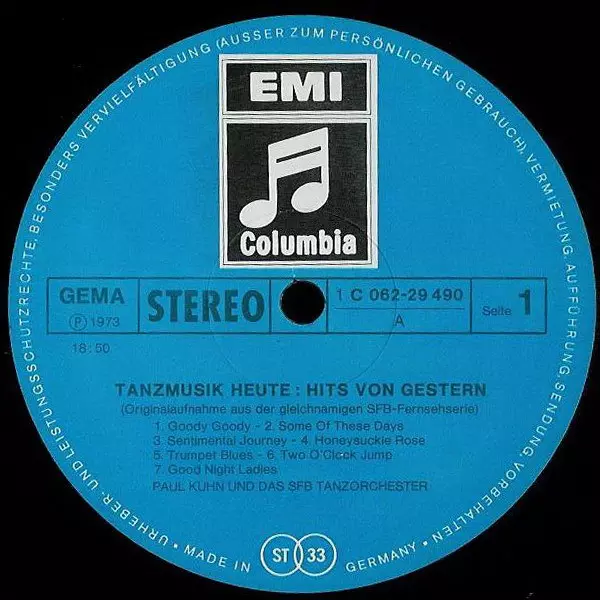 EMI
Columbia
GEMA
Ⓟ 1973
STEREO
1 C 062-29 490
A
Seite 1
18:50
TANZMUSIK HEUTE: HITS VON GESTERN
(Originalaufnahme aus der gleichnamigen SFB-Fernsehserie)
1. Goody Goody - 2. Some Of These Days
3. Sentimental Journey - 4. Honeysuckle Rose
5. Trumpet Blues - 6. Two O'Clock Jump
7. Good Night Ladies
PAUL KUHN UND DAS SFB TANZORCHESTER
URHEBER- UND LEISTUNGSSCHUTZRECHTE, BESONDERS VERVIELFÄLTIGUNG (AUSSER ZUM PERSÖNLICHEN GEBRAUCH), VERMIETUNG, AUFFÜHRUNG, SENDUNG, VORBEHALTEN • MADE IN GERMANY •
ST 33